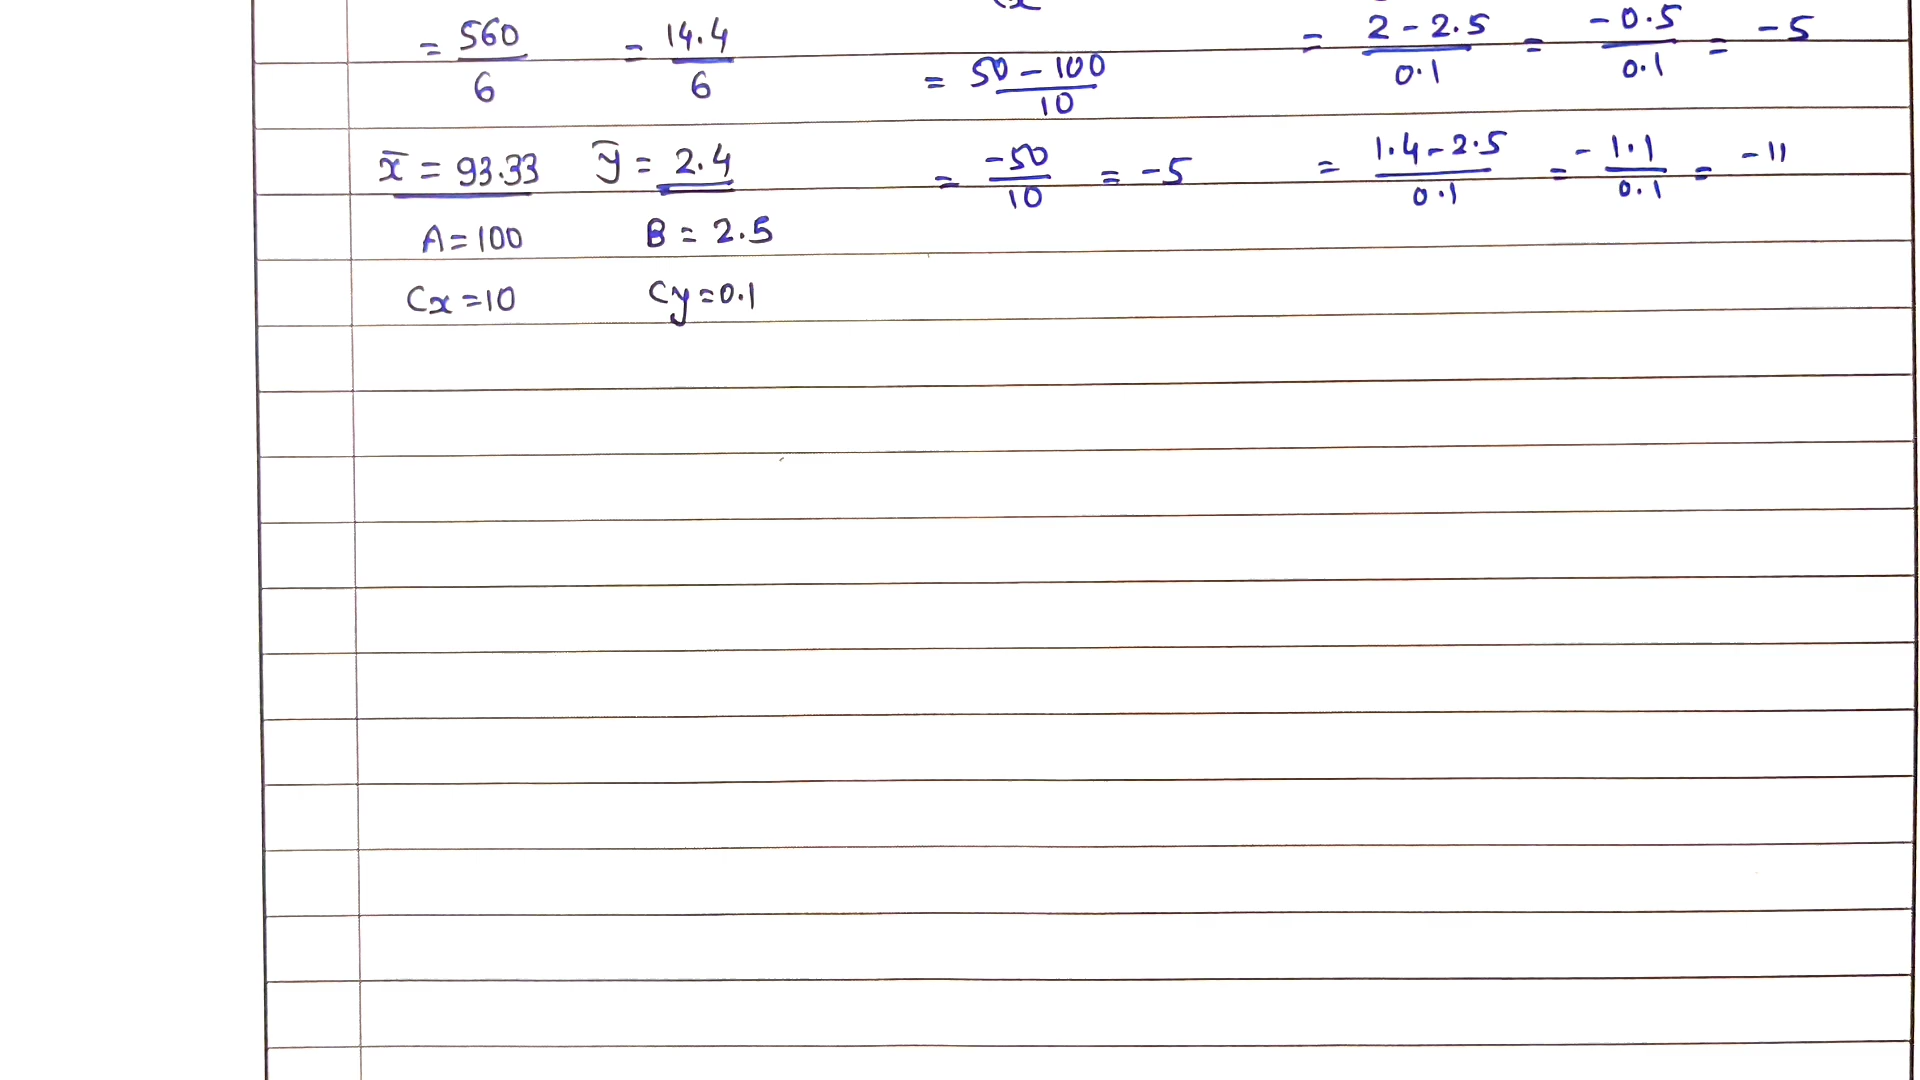 = 560/6 = 14.4/6 = 50 - 100/10 = 2 - 2.5/0.1 = -0.5/0.1 = -5
x̄ = 93.33 ȳ = 2.4 = -50/10 = -5 = 1.4 - 2.5/0.1 = -1.1/0.1 = -11
A = 100 B = 2.5
Cx = 10 Cy = 0.1